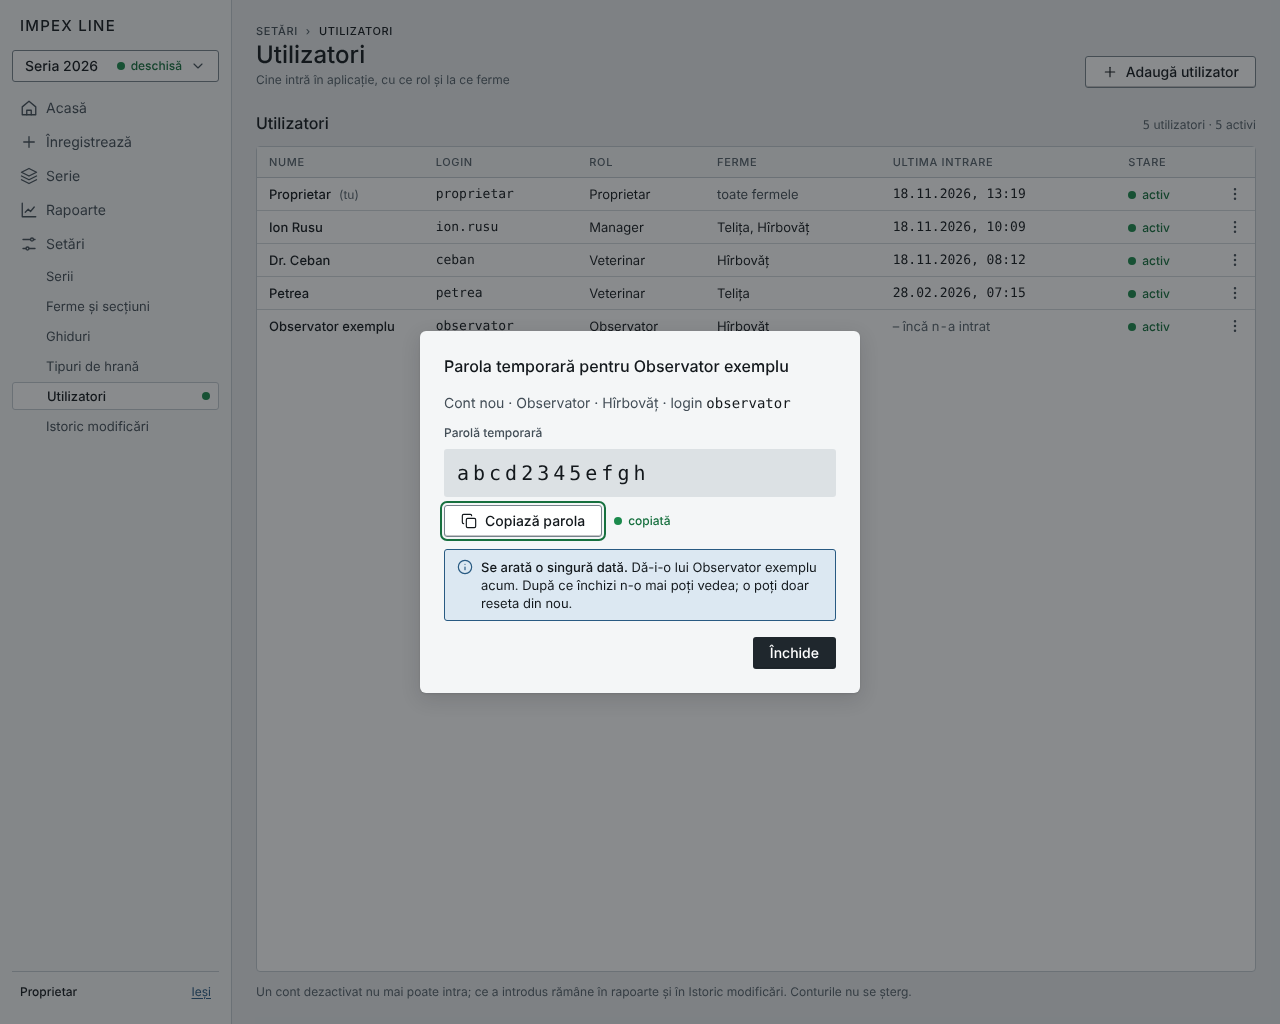 IMPEX LINE
Seria 2026 deschisă
Acasă
Înregistrează
Serie
Rapoarte
Setări
Serii
Ferme și secțiuni
Ghiduri
Tipuri de hrană
Utilizatori
Istoric modificări
Proprietar Ieși
SETĂRI › UTILIZATORI
Utilizatori
Cine intră în aplicație, cu ce rol și la ce ferme
Adaugă utilizator
Utilizatori
5 utilizatori · 5 activi
NUME LOGIN ROL FERME ULTIMA INTRARE STARE
Proprietar (tu) proprietar Proprietar toate fermele 18.11.2026, 13:19 activ
Ion Rusu ion.rusu Manager Telița, Hîrbovăț 18.11.2026, 10:09 activ
Dr. Ceban ceban Veterinar Hîrbovăț 18.11.2026, 08:12 activ
Petrea petrea Veterinar Telița 28.02.2026, 07:15 activ
Observator exemplu observator Observator Hîrbovăț – încă n-a intrat activ
Parola temporară pentru Observator exemplu
Cont nou · Observator · Hîrbovăț · login observator
Parolă temporară
abcd2345efgh
Copiază parola copiată
Se arată o singură dată. Dă-i-o lui Observator exemplu
acum. După ce închizi n-o mai poți vedea; o poți doar
reseta din nou.
Închide
Un cont dezactivat nu mai poate intra; ce a introdus rămâne în rapoarte și în Istoric modificări. Conturile nu se șterg.